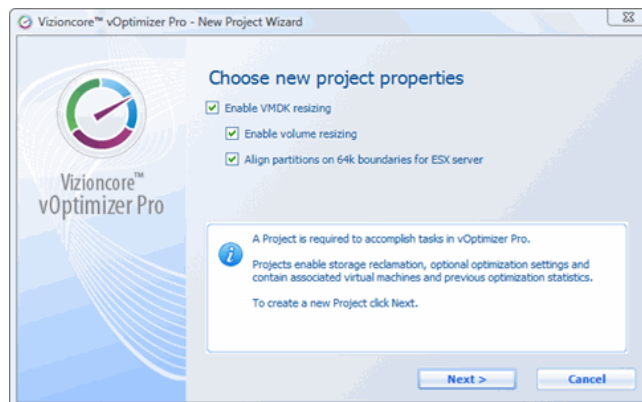 Vizioncore™ vOptimizer Pro - New Project Wizard
Choose new project properties
Enable VMDK resizing
Enable volume resizing
Align partitions on 64k boundaries for ESX server
Vizioncore™
vOptimizer Pro
A Project is required to accomplish tasks in vOptimizer Pro.
Projects enable storage reclamation, optional optimization settings and
contain associated virtual machines and previous optimization statistics.
To create a new Project click Next.
Next >
Cancel